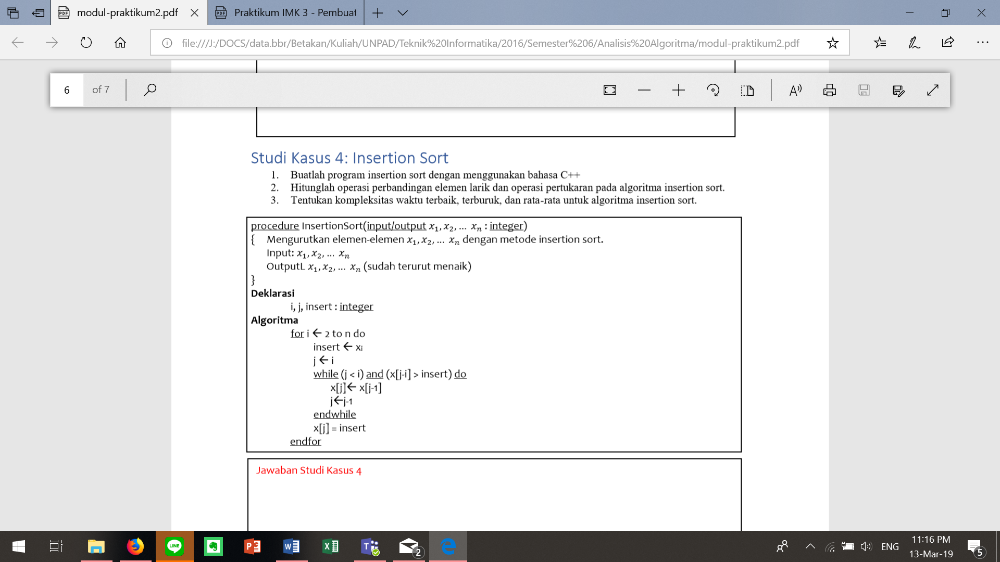 modul-praktikum2.pdf
Praktikum IMK 3 - Pembuat
file:///J:/DOCS/data.bbr/Betakan/Kuliah/UNPAD/Teknik%20Informatika/2016/Semester%206/Analisis%20Algoritma/modul-praktikum2.pdf
6 of 7
Studi Kasus 4: Insertion Sort
1. Buatlah program insertion sort dengan menggunakan bahasa C++
2. Hitunglah operasi perbandingan elemen larik dan operasi pertukaran pada algoritma insertion sort.
3. Tentukan kompleksitas waktu terbaik, terburuk, dan rata-rata untuk algoritma insertion sort.
procedure InsertionSort(input/output x₁, x₂, … xₙ : integer)
{ Mengurutkan elemen-elemen x₁, x₂, … xₙ dengan metode insertion sort.
Input: x₁, x₂, … xₙ
OutputL x₁, x₂, … xₙ (sudah terurut menaik)
}
Deklarasi
i, j, insert : integer
Algoritma
for i ← 2 to n do
insert ← xᵢ
j ← i
while (j < i) and (x[j-i] > insert) do
x[j]← x[j-1]
j←j-1
endwhile
x[j] = insert
endfor
Jawaban Studi Kasus 4
LINE
2
ENG
11:16 PM
13-Mar-19
5